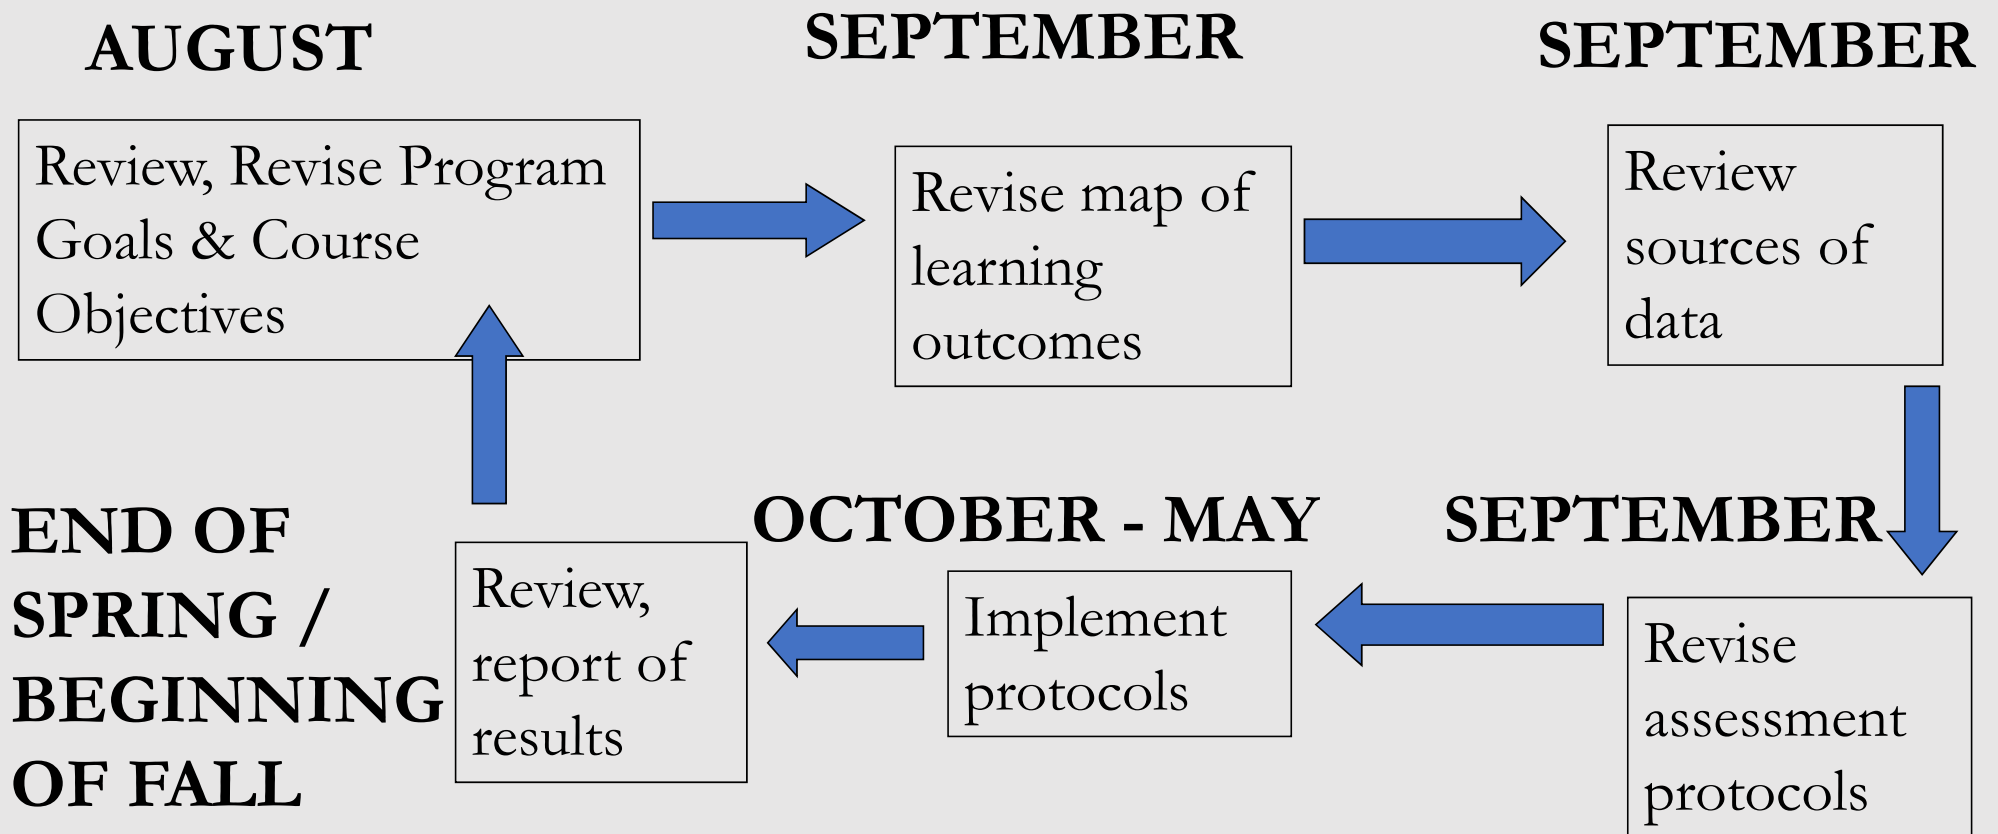 AUGUST
Review, Revise Program
Goals & Course
Objectives
SEPTEMBER
Revise map of
learning
outcomes
SEPTEMBER
Review
sources of
data
SEPTEMBER
Revise
assessment
protocols
OCTOBER - MAY
Implement
protocols
END OF
SPRING /
BEGINNING
OF FALL
Review,
report of
results